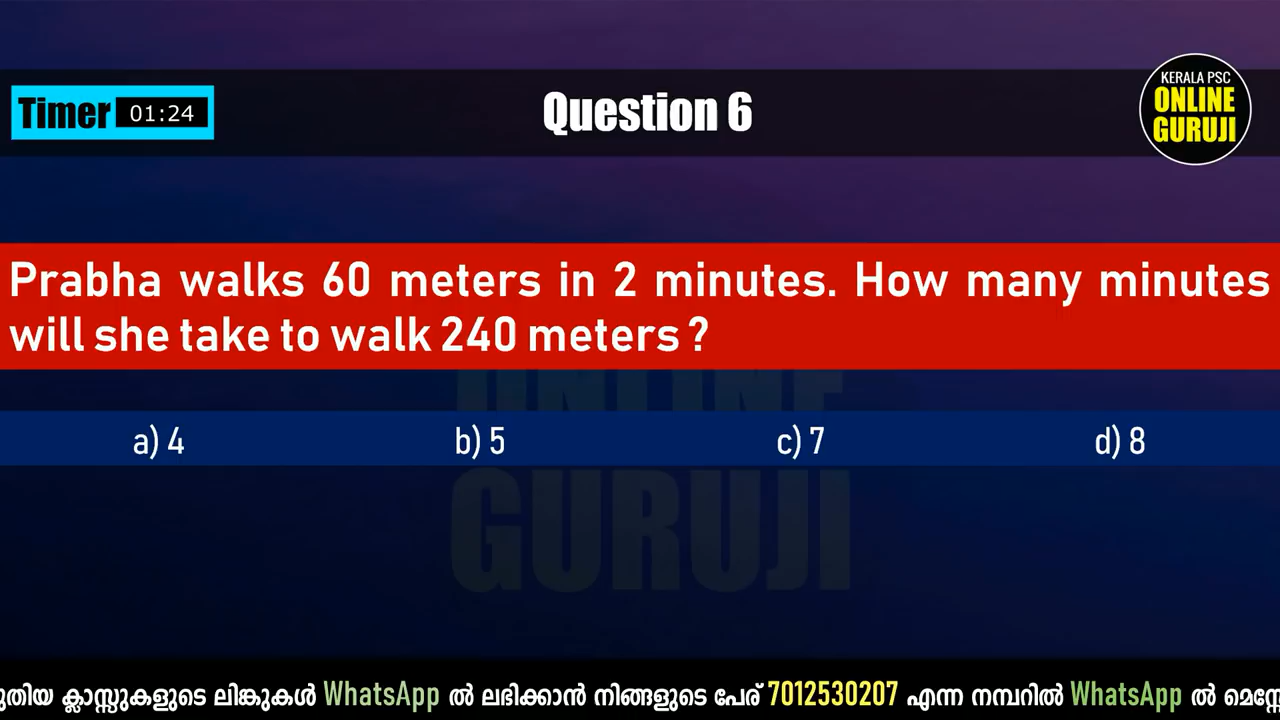 Timer 01:24
Question 6
KERALA PSC
ONLINE
GURUJI
Prabha walks 60 meters in 2 minutes. How many minutes
will she take to walk 240 meters ?
a) 4 b) 5 c) 7 d) 8
ONLINE
GURUJI
ക്ലാസ്സുകളുടെ ലിങ്കുകൾ WhatsApp ൽ ലഭിക്കാൻ നിങ്ങളുടെ പേര് 7012530207 എന്ന നമ്പറിൽ WhatsApp ൽ